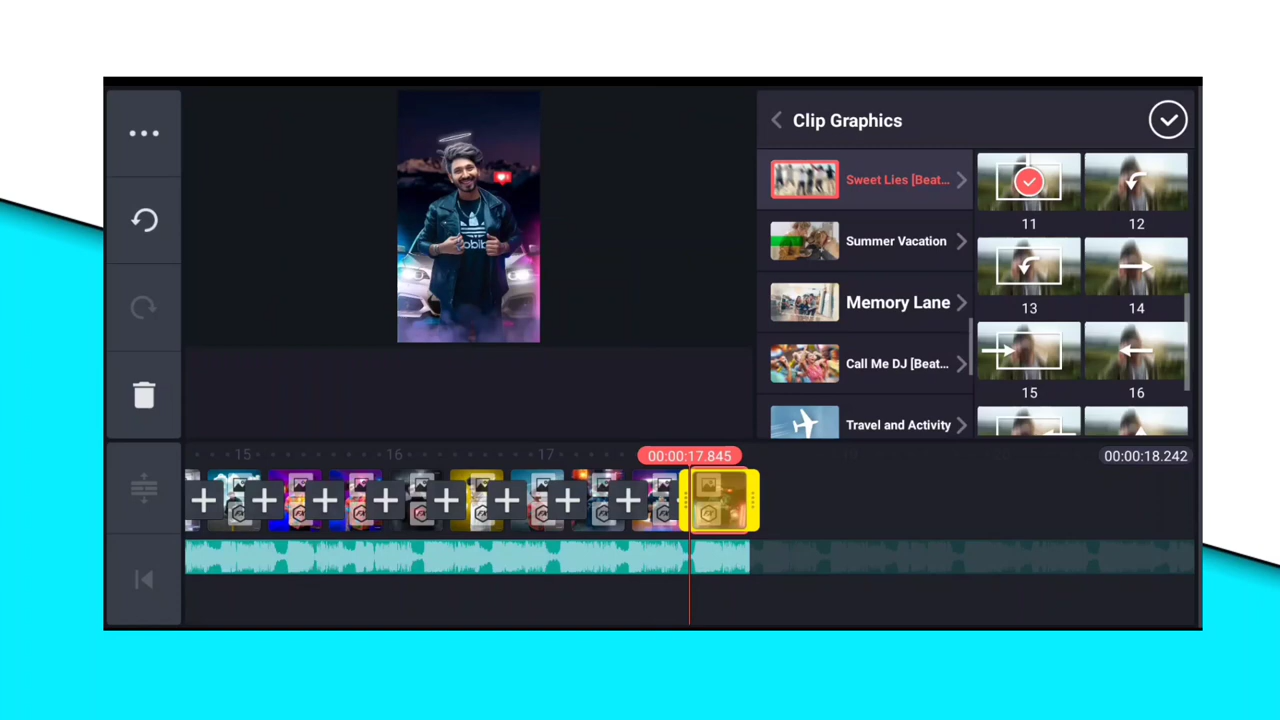 Clip Graphics
Sweet Lies [Beat...
Summer Vacation
Memory Lane
Call Me DJ [Beat...
Travel and Activity
11
12
13
14
15
16
obib
15
16
17
00:00:17.845
00:00:18.242